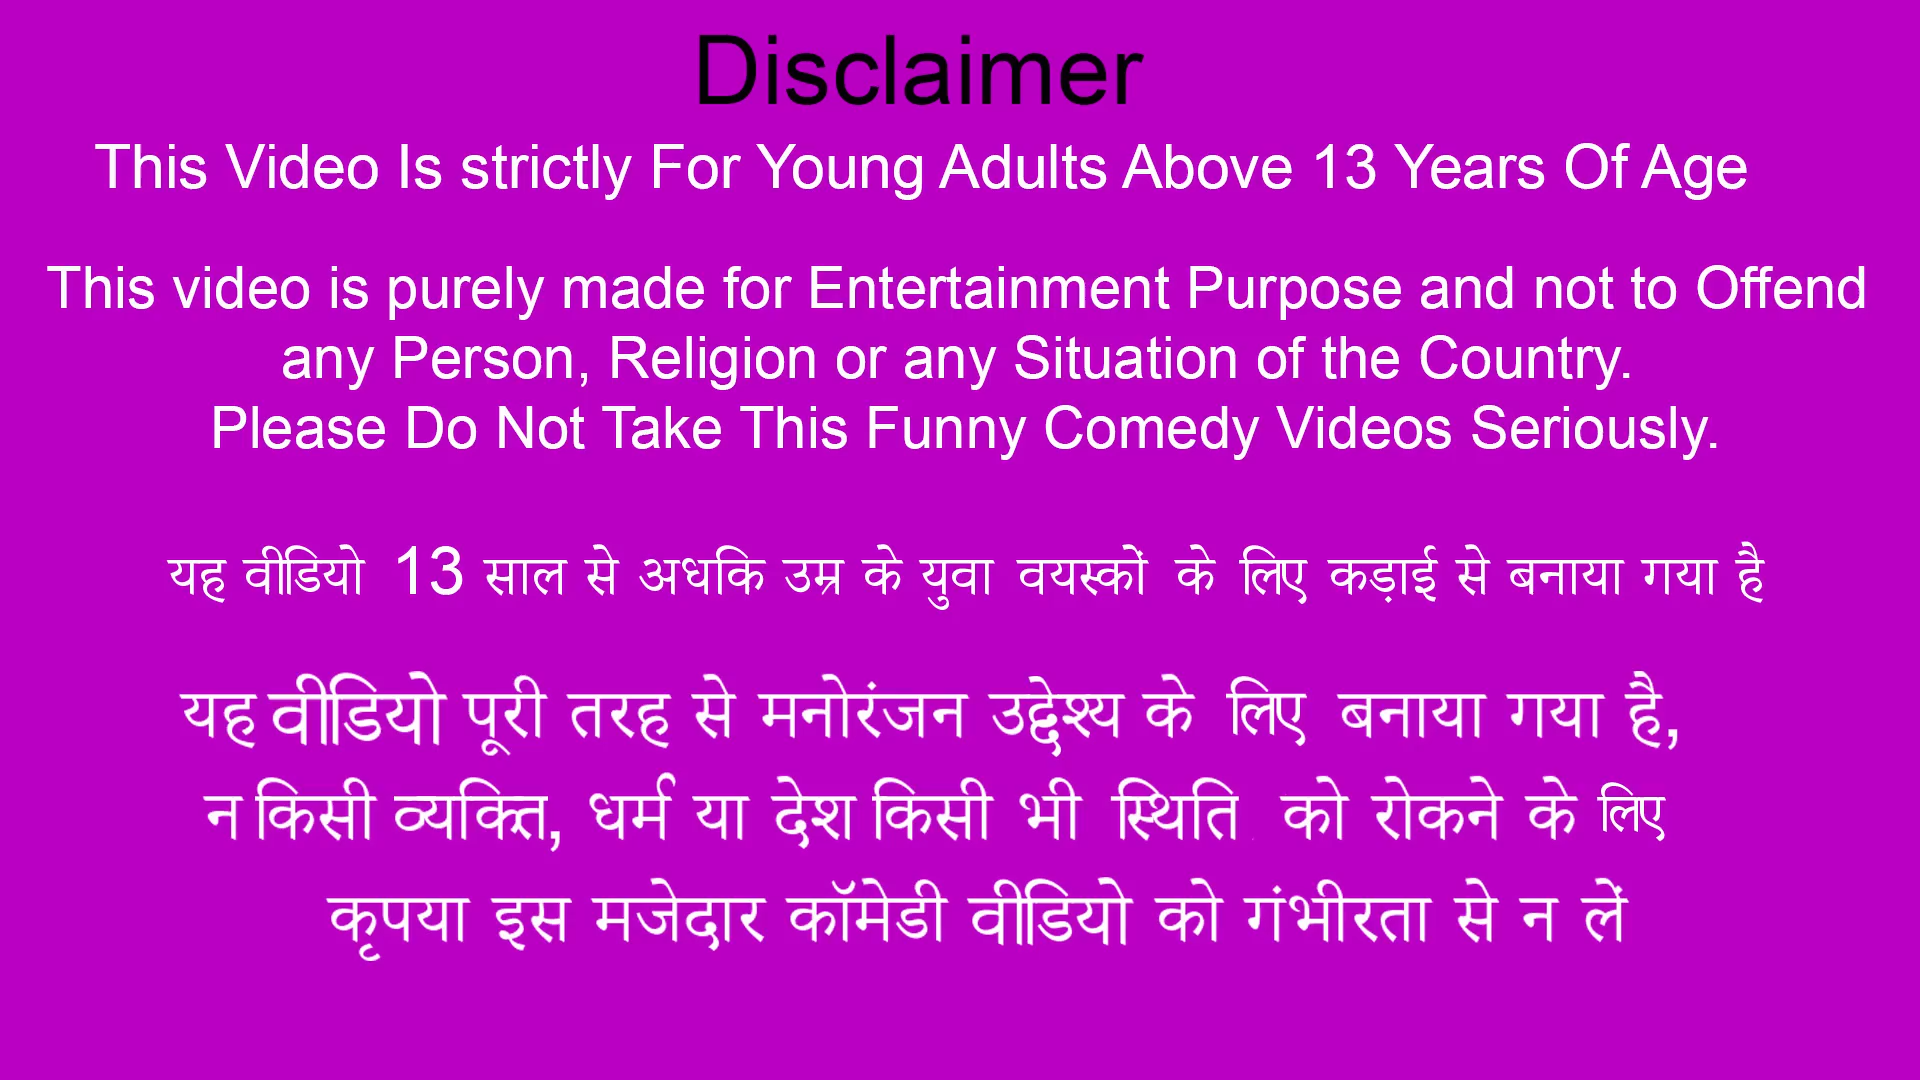 Disclaimer
This Video Is strictly For Young Adults Above 13 Years Of Age
This video is purely made for Entertainment Purpose and not to Offend
any Person, Religion or any Situation of the Country.
Please Do Not Take This Funny Comedy Videos Seriously.
यह वीडियो 13 साल से अधकि उम्र के युवा वयस्कों के लिए कड़ाई से बनाया गया है
यह वीडियो पूरी तरह से मनोरंजन उद्देश्य के लिए बनाया गया है,
न किसी व्यक्ति, धर्म या देश किसी भी स्थिति को रोकने के लिए
कृपया इस मजेदार कॉमेडी वीडियो को गंभीरता से न लें